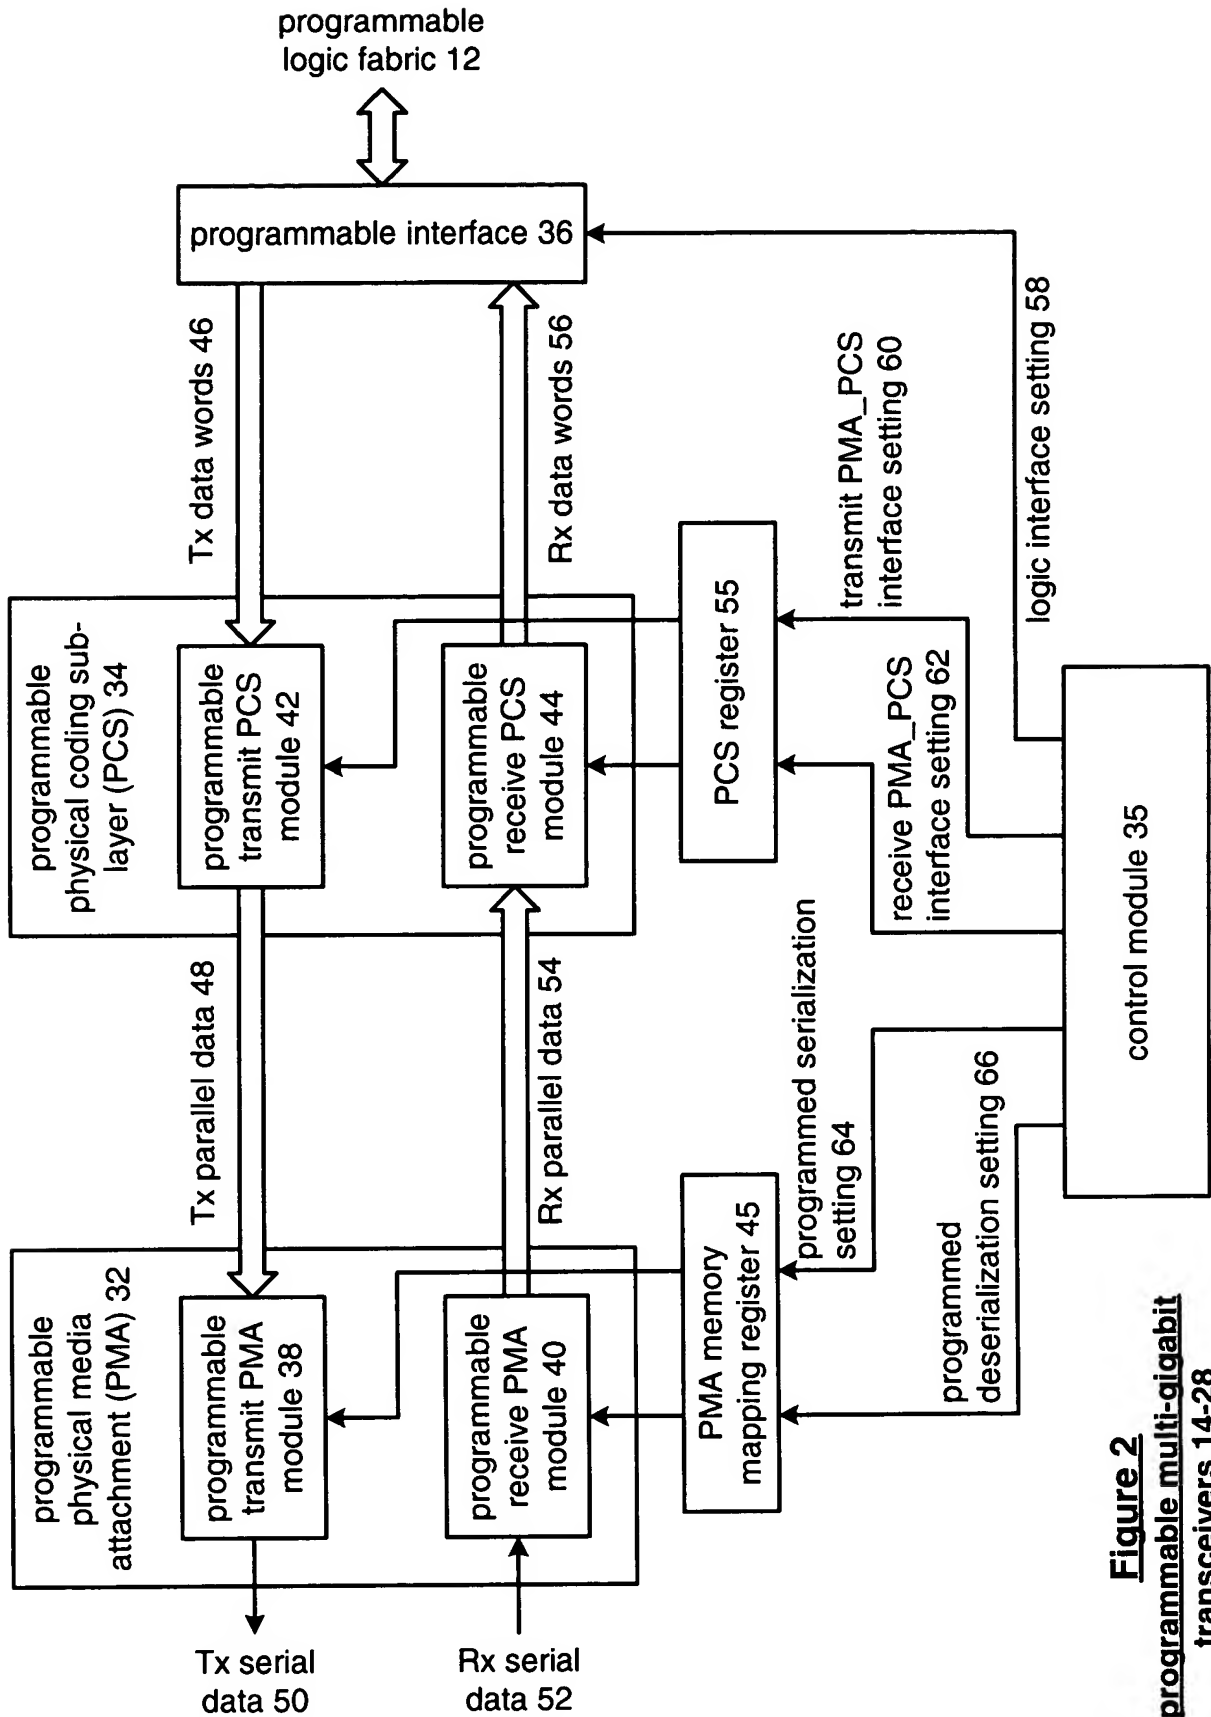 programmable
logic fabric 12
programmable interface 36
Tx data words 46
Rx data words 56
transmit PMA_PCS
interface setting 60
logic interface setting 58
programmable
physical coding sub-
layer (PCS) 34
programmable
transmit PCS
module 42
programmable
receive PCS
module 44
PCS register 55
receive PMA_PCS
interface setting 62
control module 35
Tx parallel data 48
Rx parallel data 54
programmed serialization
setting 64
programmed
deserialization setting 66
programmable
physical media
attachment (PMA) 32
programmable
transmit PMA
module 38
programmable
receive PMA
module 40
PMA memory
mapping register 45
Tx serial
data 50
Rx serial
data 52
Figure 2
programmable multi-gigabit
transceivers 14-28